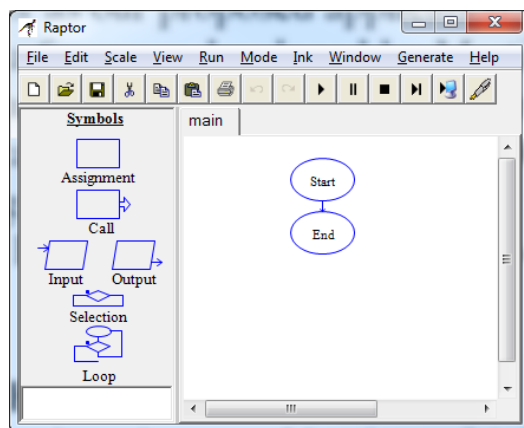 Raptor
File Edit Scale View Run Mode Ink Window Generate Help
Symbols
main
Assignment
Call
Input Output
Selection
Loop
Start
End